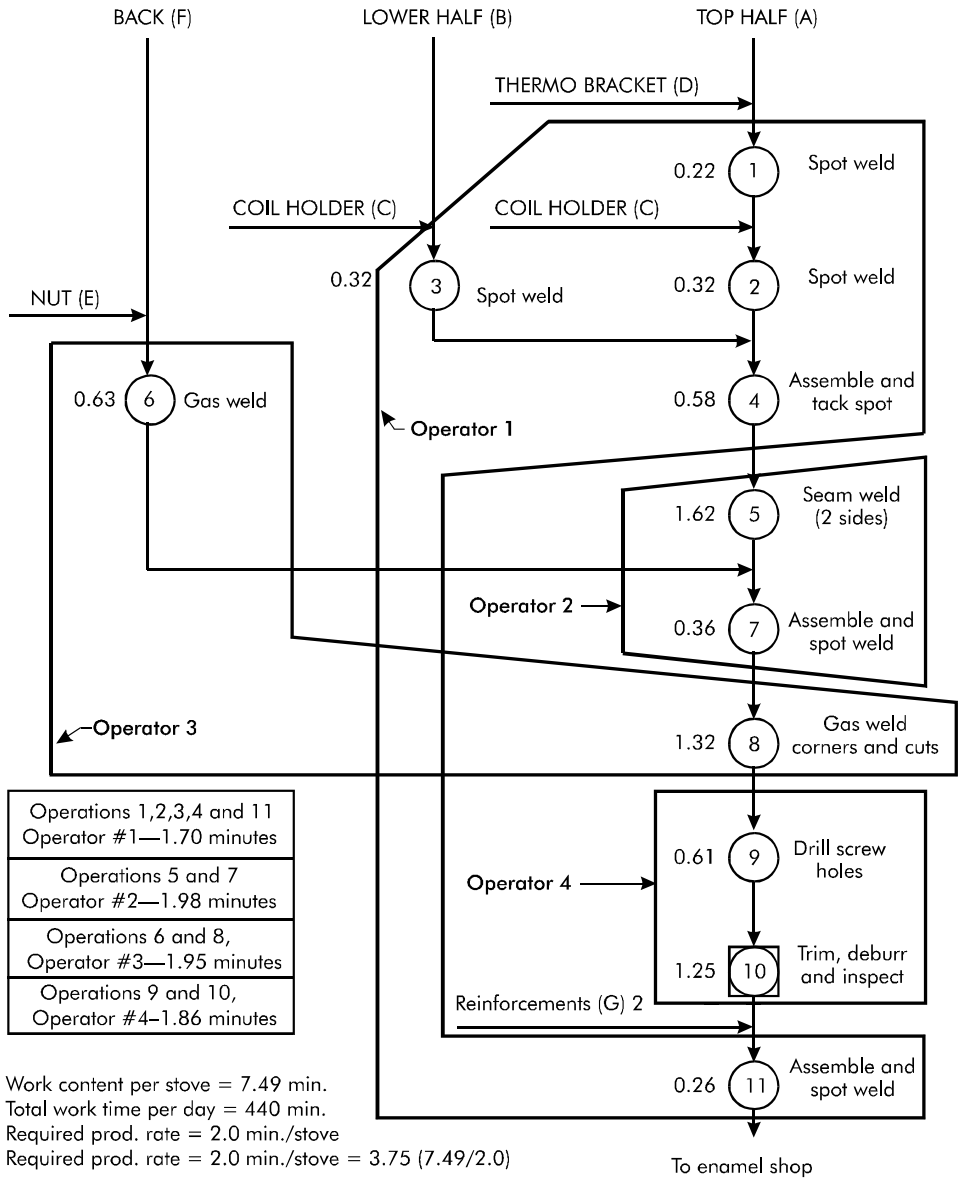 BACK (F)
LOWER HALF (B)
TOP HALF (A)
THERMO BRACKET (D)
0.22
1
Spot weld
COIL HOLDER (C)
COIL HOLDER (C)
0.32
3
Spot weld
0.32
2
Spot weld
NUT (E)
0.63
6
Gas weld
0.58
4
Assemble and
tack spot
Operator 1
1.62
5
Seam weld
(2 sides)
Operator 2
0.36
7
Assemble and
spot weld
Operator 3
1.32
8
Gas weld
corners and cuts
Operations 1,2,3,4 and 11
Operator #1—1.70 minutes
Operations 5 and 7
Operator #2—1.98 minutes
Operations 6 and 8,
Operator #3—1.95 minutes
Operations 9 and 10,
Operator #4–1.86 minutes
0.61
9
Drill screw
holes
Operator 4
1.25
10
Trim, deburr
and inspect
Reinforcements (G) 2
0.26
11
Assemble and
spot weld
Work content per stove = 7.49 min.
Total work time per day = 440 min.
Required prod. rate = 2.0 min./stove
Required prod. rate = 2.0 min./stove = 3.75 (7.49/2.0)
To enamel shop